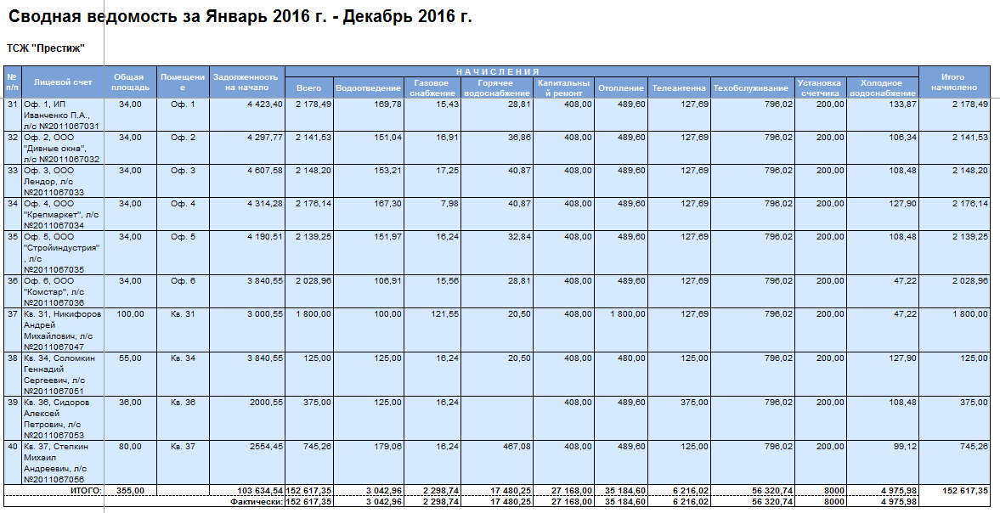 Сводная ведомость за Январь 2016 г. - Декабрь 2016 г.
ТСЖ "Престиж"
№ п/п Лицевой счет Общая площадь Помещение Задолженность на начало НАЧИСЛЕНИЯ Итого начислено
Всего Водоотведение Газовое снабжение Горячее водоснабжение Капитальный ремонт Отопление Телеантенна Техобслуживание Установка счетчика Холодное водоснабжение
31 Оф. 1, ИП 34,00 Оф. 1 4 423,40 2 178,49 169,78 15,43 28,81 408,00 489,60 127,69 796,02 200,00 133,87 2 178,49
Иванченко П.А.,
л/с №2011067031
32 Оф. 2, ООО 34,00 Оф. 2 4 297,77 2 141,53 151,04 16,91 36,86 408,00 489,60 127,69 796,02 200,00 106,34 2 141,53
"Дивные окна",
л/с №2011067032
33 Оф. 3, ООО 34,00 Оф. 3 4 607,58 2 148,20 153,21 17,25 40,87 408,00 489,60 127,69 796,02 200,00 108,48 2 148,20
Лендор, л/с
№2011067033
34 Оф. 4, ООО 34,00 Оф. 4 4 314,28 2 176,14 167,30 7,98 40,87 408,00 489,60 127,69 796,02 200,00 127,90 2 176,14
"Крепмаркет", л/с
№2011067034
35 Оф. 5, ООО 34,00 Оф. 5 4 190,51 2 139,25 151,97 16,24 32,84 408,00 489,60 127,69 796,02 200,00 108,48 2 139,25
"Стройиндустрия"
, л/с
№2011067035
36 Оф. 6, ООО 34,00 Оф. 6 3 840,55 2 028,96 106,91 15,56 28,81 408,00 489,60 127,69 796,02 200,00 47,22 2 028,96
"Комстар", л/с
№2011067036
37 Кв. 31, Никифоров 100,00 Кв. 31 3 000,55 1 800,00 100,00 121,55 20,50 408,00 1 800,00 127,69 796,02 200,00 47,22 1 800,00
Андрей
Михайлович, л/с
№2011067047
38 Кв. 34, Соломкин 55,00 Кв. 34 3 840,55 125,00 125,00 16,24 20,50 408,00 480,00 125,00 796,02 200,00 127,90 125,00
Геннадий
Сергеевич, л/с
№2011067051
39 Кв. 36, Сидоров 36,00 Кв. 36 2000,55 375,00 125,00 16,24 408,00 489,60 375,00 796,02 200,00 108,48 375,00
Алексей
Петрович, л/с
№2011067053
40 Кв. 37, Степкин 80,00 Кв. 37 2554,45 745,26 179,06 16,24 467,08 408,00 489,60 125,00 796,02 200,00 99,12 745,26
Михаил
Андреевич, л/с
№2011067056
ИТОГО: 355,00 103 634,54 152 617,35 3 042,96 2 298,74 17 480,25 27 168,00 35 184,60 6 216,02 56 320,74 8000 4 975,98 152 617,35
Фактически: 152 617,35 3 042,96 2 298,74 17 480,25 27 168,00 35 184,60 6 216,02 56 320,74 8000 4 975,98